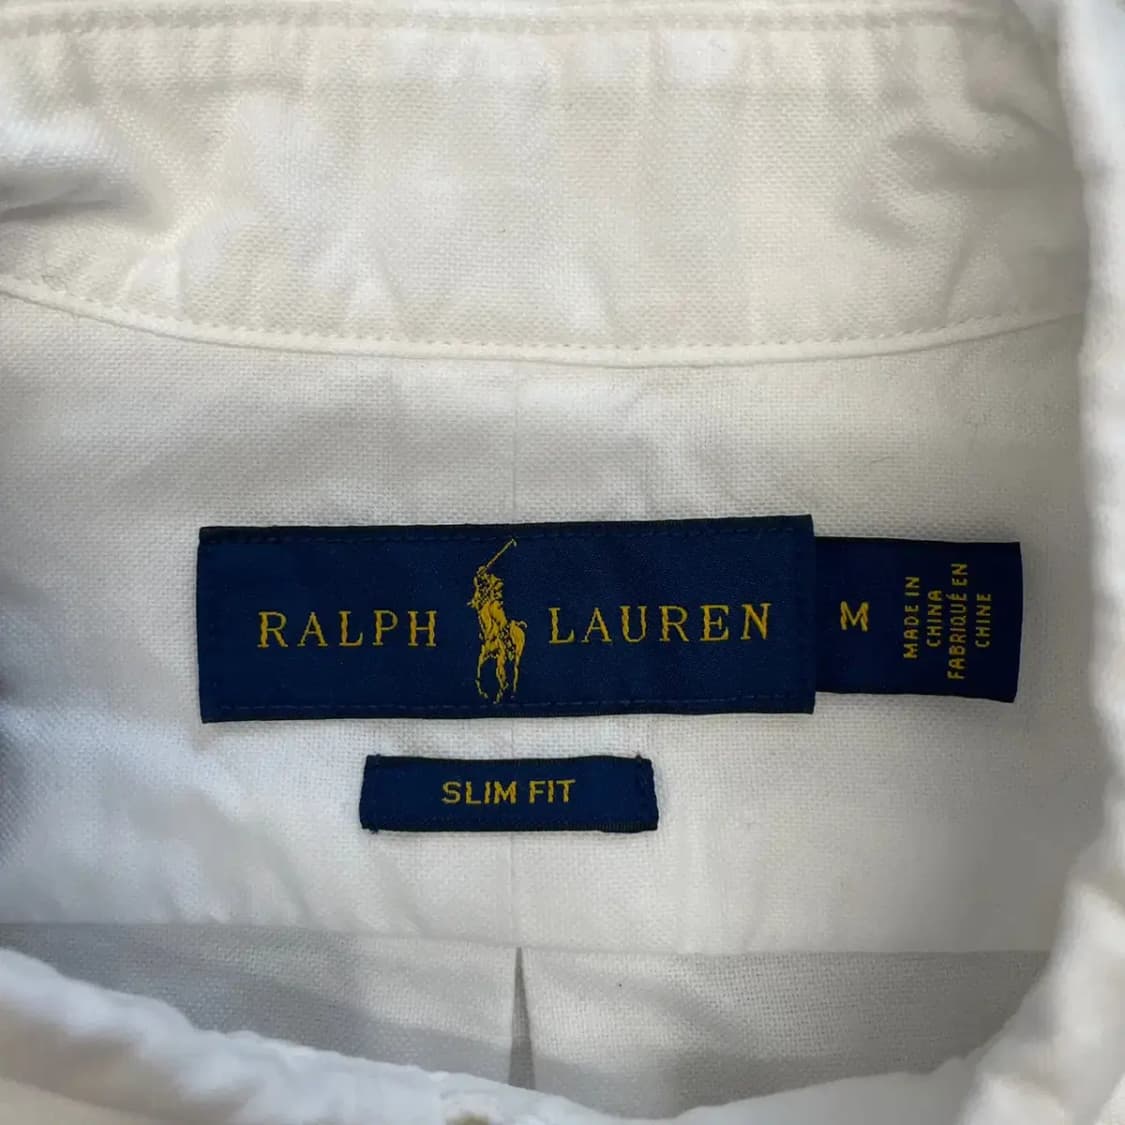 RALPH LAUREN
M
MADE IN
CHINA
FABRIQUÉ EN
CHINE
SLIM FIT